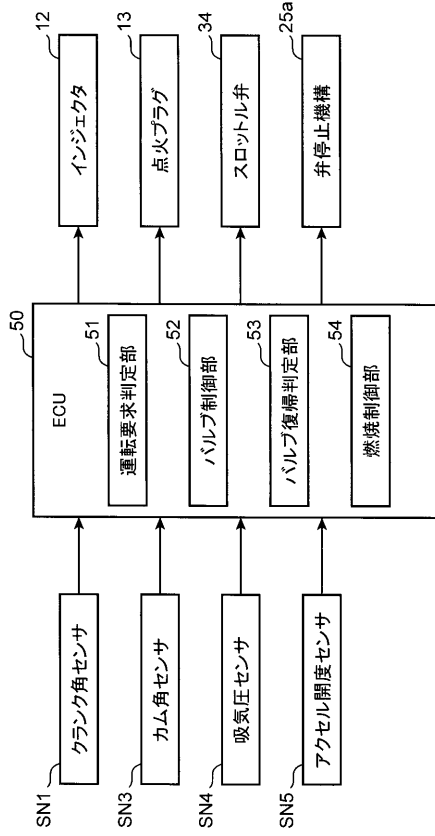 SN1
クランク角センサ
SN3
カム角センサ
SN4
吸気圧センサ
SN5
アクセル開度センサ
50
ECU
51
運転要求判定部
52
バルブ制御部
53
バルブ復帰判定部
54
燃焼制御部
12
インジェクタ
13
点火プラグ
34
スロットル弁
25a
弁停止機構